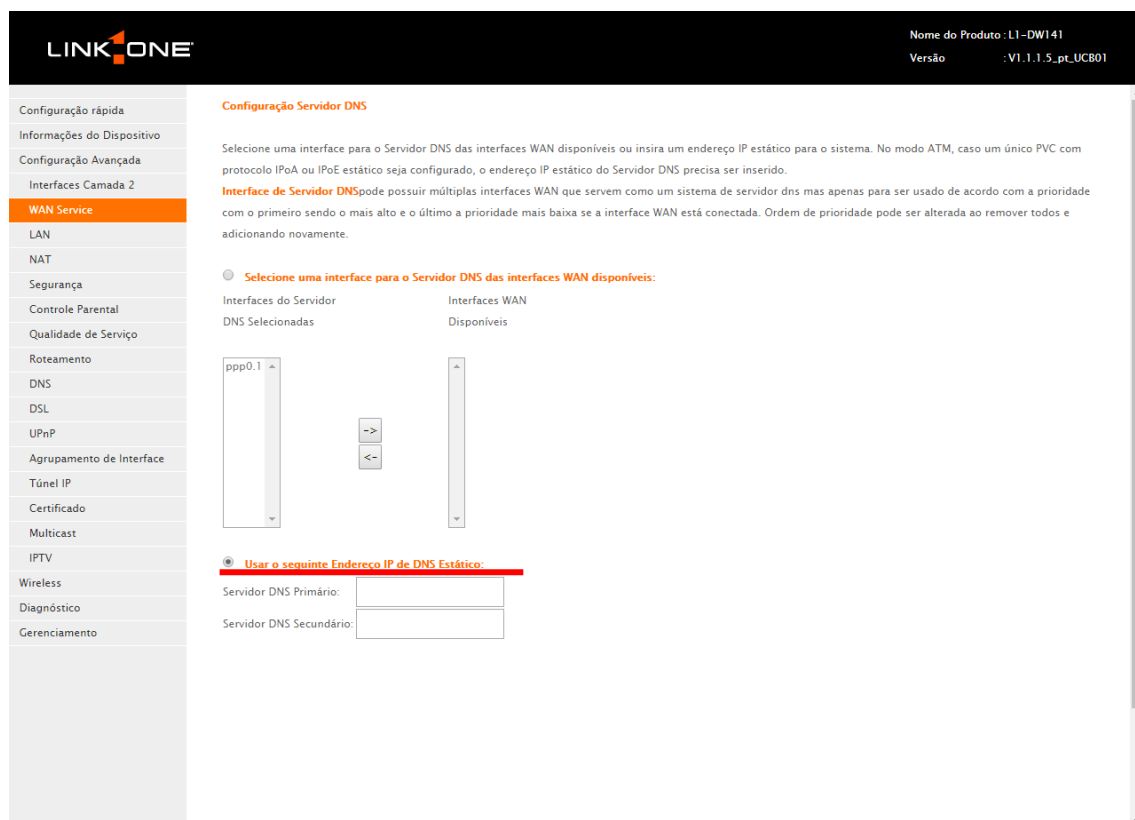 LINK ONE
Nome do Produto : L1-DW141
Versão : V1.1.1.5_pt_UCB01
Configuração rápida
Informações do Dispositivo
Configuração Avançada
Interfaces Camada 2
WAN Service
LAN
NAT
Segurança
Controle Parental
Qualidade de Serviço
Roteamento
DNS
DSL
UPnP
Agrupamento de Interface
Túnel IP
Certificado
Multicast
IPTV
Wireless
Diagnóstico
Gerenciamento
Configuração Servidor DNS
Selecione uma interface para o Servidor DNS das interfaces WAN disponíveis ou insira um endereço IP estático para o sistema. No modo ATM, caso um único PVC com
protocolo IPoA ou IPoE estático seja configurado, o endereço IP estático do Servidor DNS precisa ser inserido.
Interface de Servidor DNSpode possuir múltiplas interfaces WAN que servem como um sistema de servidor dns mas apenas para ser usado de acordo com a prioridade
com o primeiro sendo o mais alto e o último a prioridade mais baixa se a interface WAN está conectada. Ordem de prioridade pode ser alterada ao remover todos e
adicionando novamente.
Selecione uma interface para o Servidor DNS das interfaces WAN disponíveis:
Interfaces do Servidor Interfaces WAN
DNS Selecionadas Disponíveis
ppp0.1
->
<-
Usar o seguinte Endereço IP de DNS Estático:
Servidor DNS Primário:
Servidor DNS Secundário: